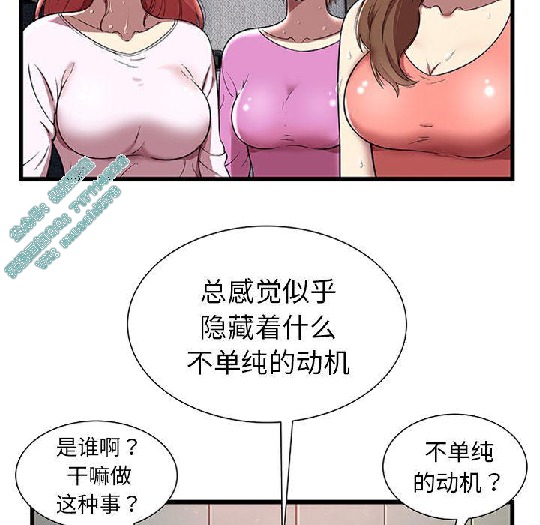 总感觉似乎
隐藏着什么
不单纯的动机
是谁啊？
干嘛做
这种事？
不单纯
的动机？